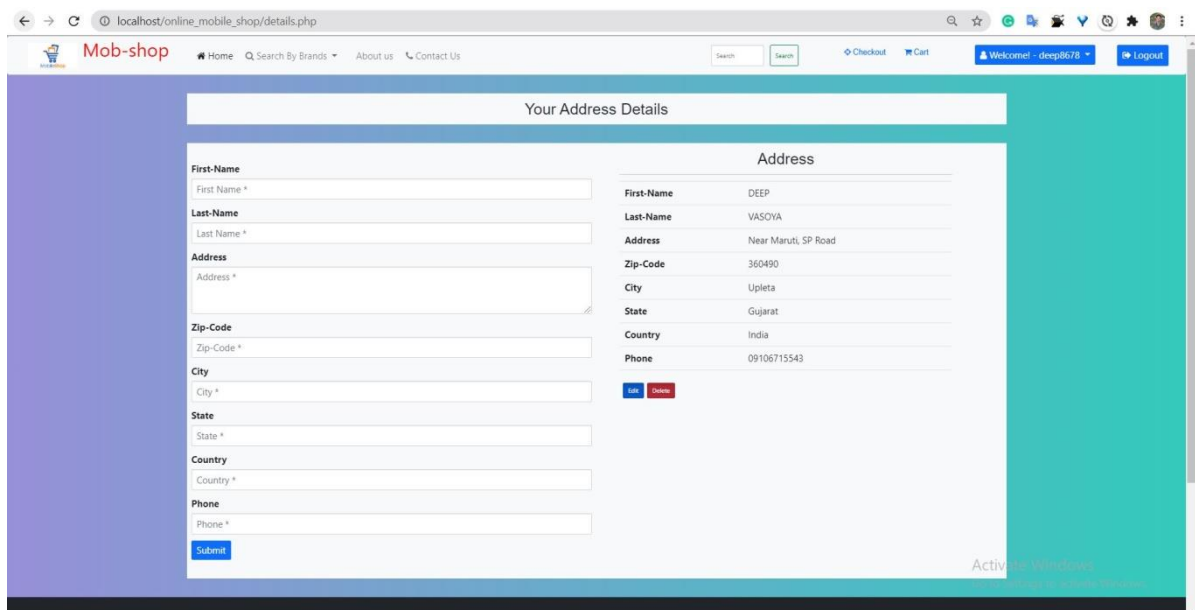 localhost/online_mobile_shop/details.php
Mob-shop
Home Search By Brands About us Contact Us Search Search Checkout Cart Welcome! - deep8678 Logout
Your Address Details
First-Name
First Name *
Last-Name
Last Name *
Address
Address *
Zip-Code
Zip-Code *
City
City *
State
State *
Country
Country *
Phone
Phone *
Submit
Address
First-Name DEEP
Last-Name VASOYA
Address Near Maruti, SP Road
Zip-Code 360490
City Upleta
State Gujarat
Country India
Phone 09106715543
Edit Delete
Activate Windows